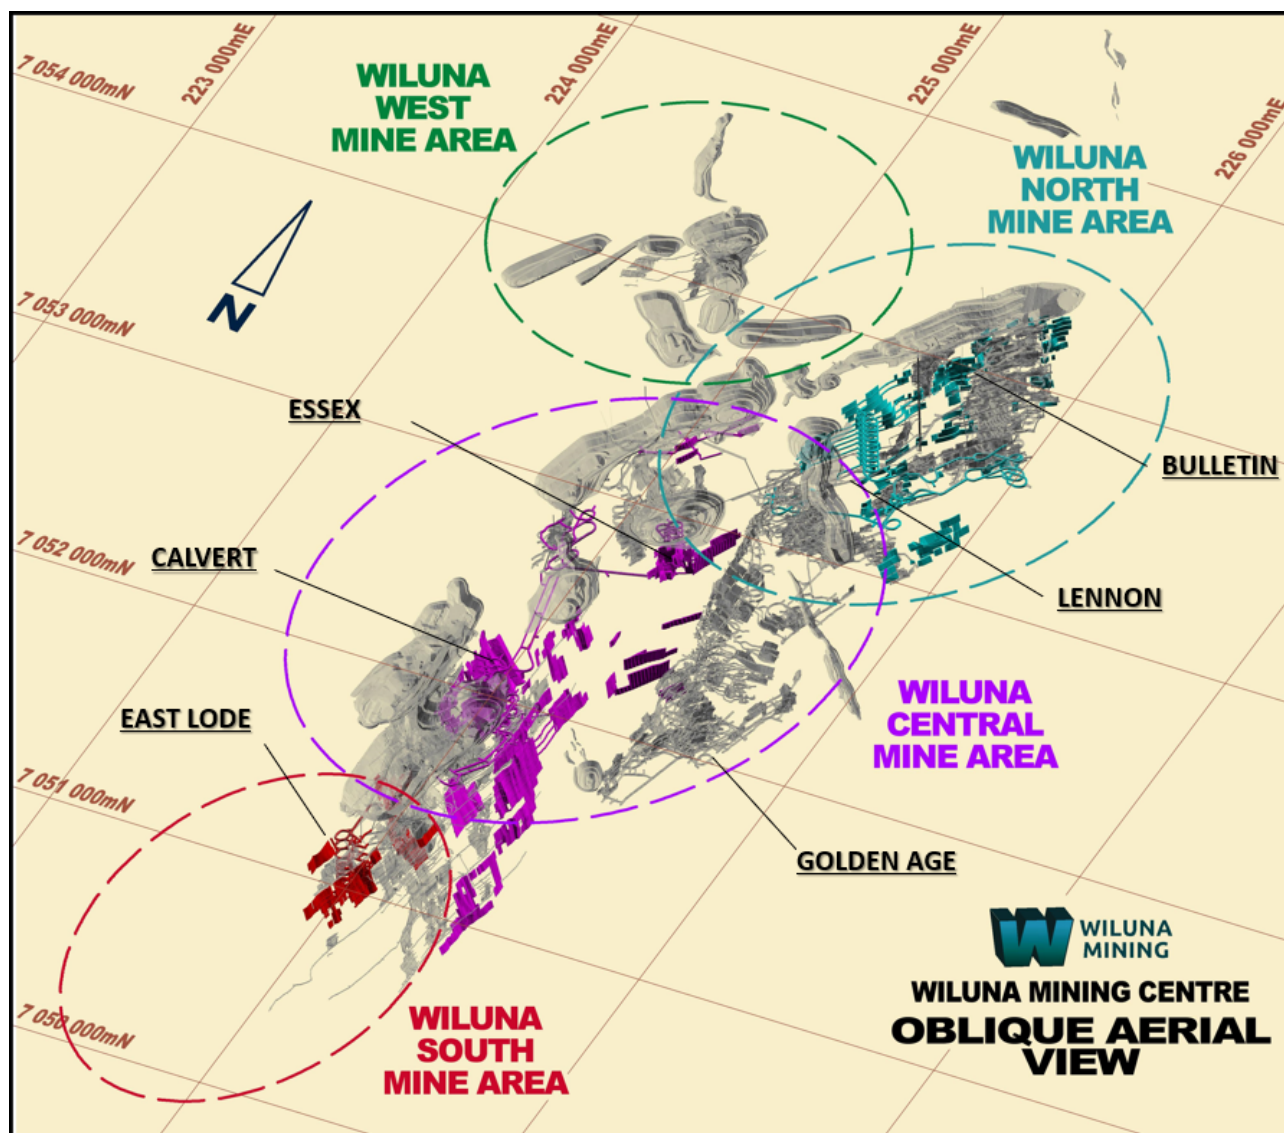 7 054 000mN
223 000mE
224 000mE
225 000mE
226 000mE
WILUNA
WEST
MINE AREA
WILUNA
NORTH
MINE AREA
N
7 053 000mN
ESSEX
BULLETIN
7 052 000mN
CALVERT
LENNON
EAST LODE
WILUNA
CENTRAL
MINE AREA
7 051 000mN
GOLDEN AGE
WILUNA
MINING
WILUNA MINING CENTRE
OBLIQUE AERIAL
VIEW
7 050 000mN
WILUNA
SOUTH
MINE AREA